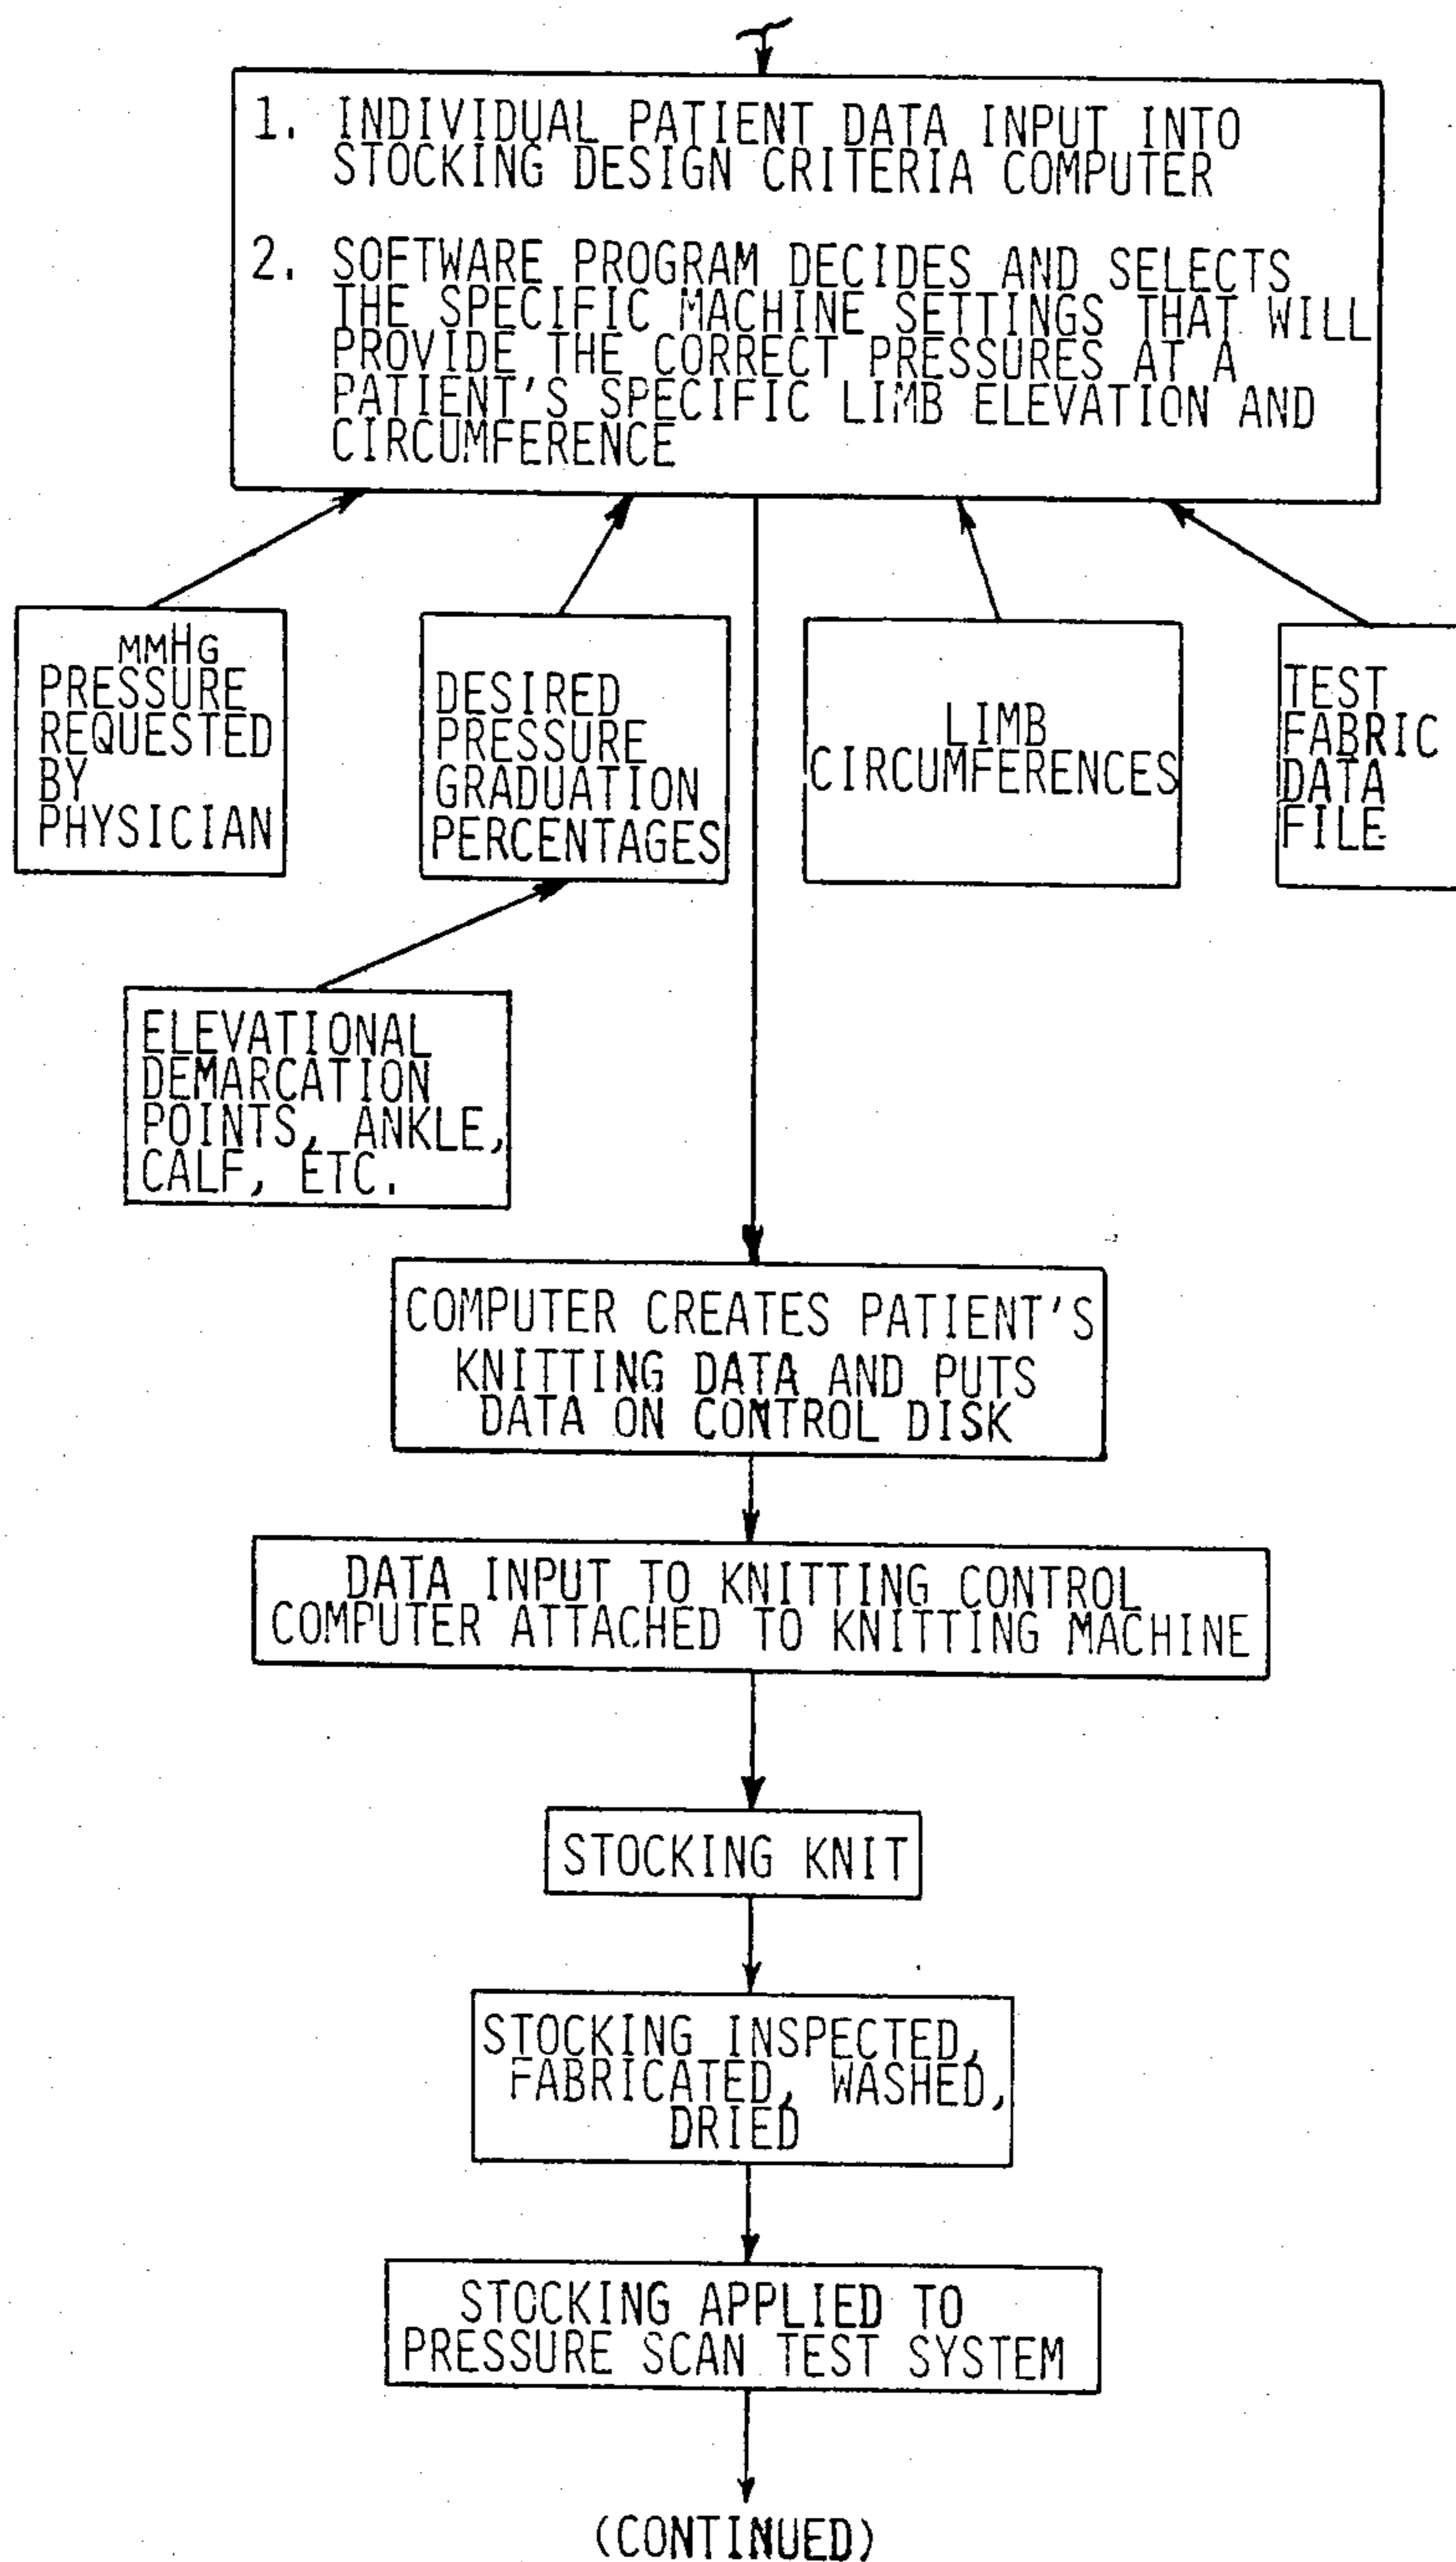 1. INDIVIDUAL PATIENT DATA INPUT INTO
STOCKING DESIGN CRITERIA COMPUTER
2. SOFTWARE PROGRAM DECIDES AND SELECTS
THE SPECIFIC MACHINE SETTINGS THAT WILL
PROVIDE THE CORRECT PRESSURES AT A
PATIENT'S SPECIFIC LIMB ELEVATION AND
CIRCUMFERENCE
MMHG
PRESSURE
REQUESTED
BY
PHYSICIAN
DESIRED
PRESSURE
GRADUATION
PERCENTAGES
LIMB
CIRCUMFERENCES
TEST
FABRIC
DATA
FILE
ELEVATIONAL
DEMARCATION
POINTS, ANKLE,
CALF, ETC.
COMPUTER CREATES PATIENT'S
KNITTING DATA AND PUTS
DATA ON CONTROL DISK
DATA INPUT TO KNITTING CONTROL
COMPUTER ATTACHED TO KNITTING MACHINE
STOCKING KNIT
STOCKING INSPECTED,
FABRICATED, WASHED,
DRIED
STOCKING APPLIED TO
PRESSURE SCAN TEST SYSTEM
(CONTINUED)